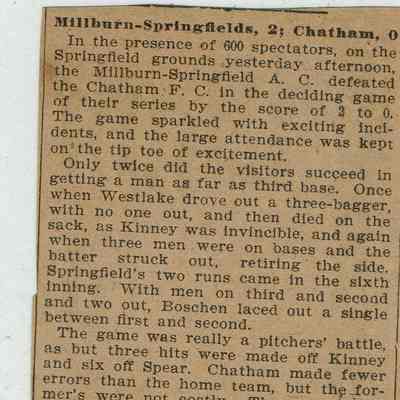 Millburn-Springfields, 2; Chatham, 0
In the presence of 600 spectators, on the
Springfield grounds yesterday afternoon,
the Millburn-Springfield A. C. defeated
the Chatham F. C. in the deciding game
of their series by the score of 2 to 0.
The game sparkled with exciting inci-
dents, and the large attendance was kept
on the tip toe of excitement.
Only twice did the visitors succeed in
getting a man as far as third base. Once
when Westlake drove out a three-bagger,
with no one out, and then died on the
sack, as Kinney was invincible, and again
when three men were on bases and the
batter struck out, retiring the side.
Springfield's two runs came in the sixth
inning. With men on third and second
and two out, Boschen laced out a single
between first and second.
The game was really a pitchers' battle,
as but three hits were made off Kinney
and six off Spear. Chatham made fewer
errors than the home team, but the for-
mer's were not costly.